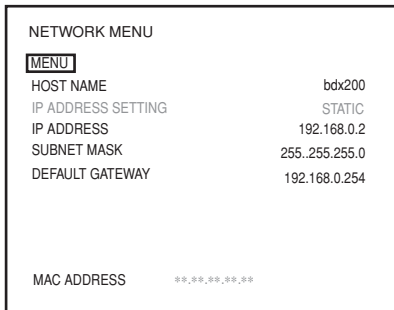 NETWORK MENU
MENU
HOST NAME bdx200
IP ADDRESS SETTING STATIC
IP ADDRESS 192.168.0.2
SUBNET MASK 255..255.255.0
DEFAULT GATEWAY 192.168.0.254
MAC ADDRESS **.**.**.**.**